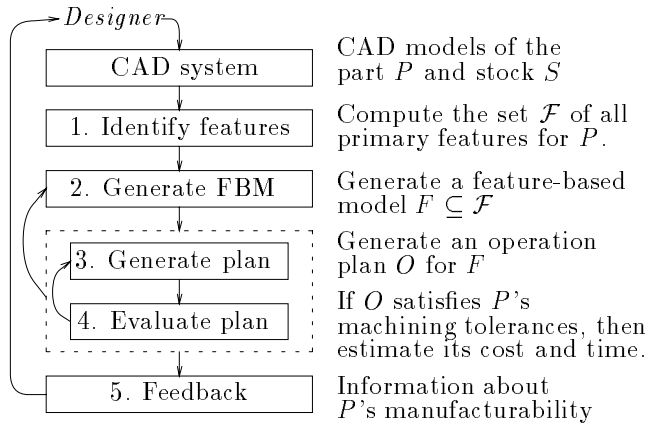 Designer
CAD system
CAD models of the
part P and stock S
1. Identify features
Compute the set ℱ of all
primary features for P.
2. Generate FBM
Generate a feature-based
model F ⊆ ℱ
3. Generate plan
Generate an operation
plan O for F
4. Evaluate plan
If O satisfies P's
machining tolerances, then
estimate its cost and time.
5. Feedback
Information about
P's manufacturability